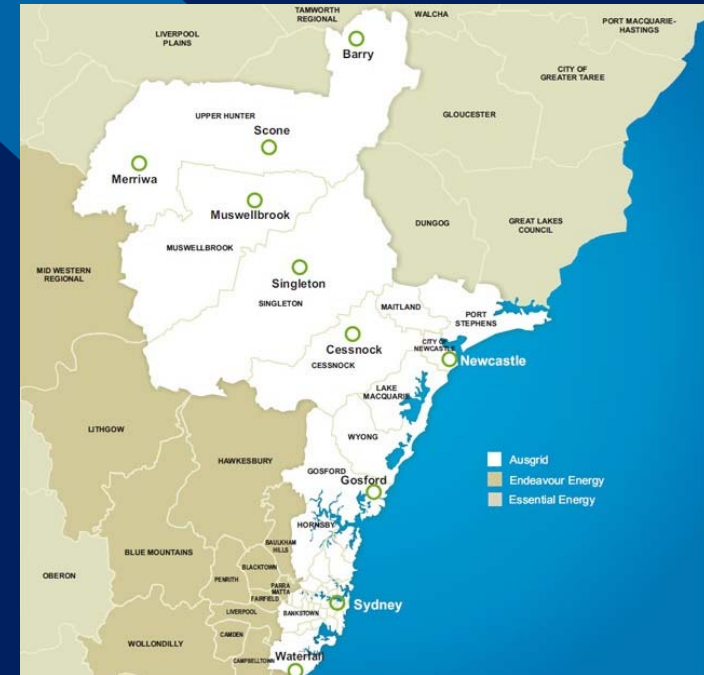 TAMWORTH
REGIONAL
WALCHA
PORT MACQUARIE-
HASTINGS
LIVERPOOL
PLAINS
Barry
CITY OF
GREATER TAREE
UPPER HUNTER
GLOUCESTER
Scone
Merriwa
Muswellbrook
DUNGOG
GREAT LAKES
COUNCIL
MUSWELLBROOK
MID WESTERN
REGIONAL
Singleton
SINGLETON
MAITLAND
PORT
STEPHENS
Cessnock
CITY OF
NEWCASTLE
Newcastle
CESSNOCK
LAKE
MACQUARIE
LITHGOW
WYONG
HAWKESBURY
GOSFORD
Gosford
Ausgrid
Endeavour Energy
Essential Energy
HORNSBY
BAULKHAM
HILLS
BLUE MOUNTAINS
BLACKTOWN
OBERON
PENRITH
PARRA
MATTA
FAIRFIELD
Sydney
LIVERPOOL
BANKSTOWN
CAMDEN
WOLLONDILLY
CAMPBELLTOWN
Waterfall